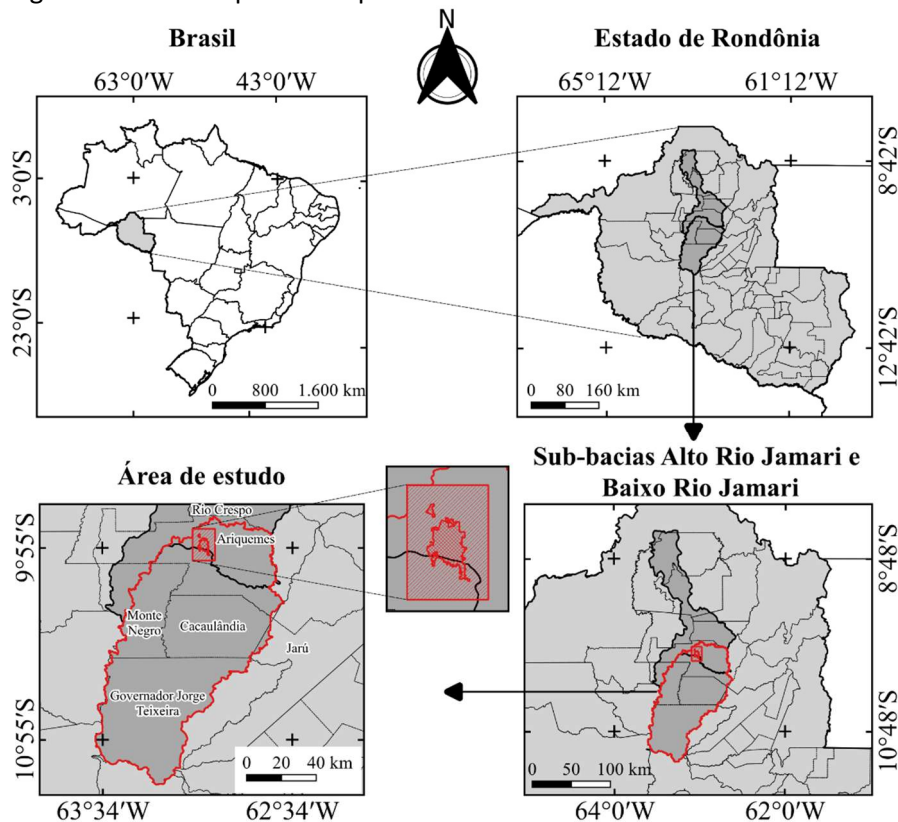 N
Brasil
63°0′W 43°0′W
3°0′S
23°0′S
0 800 1.600 km
Estado de Rondônia
65°12′W 61°12′W
8°42′S
12°42′S
0 80 160 km
Área de estudo
Rio Crespo
Ariquemes
Monte
Negro
Cacaulândia
Jarú
Governador Jorge
Teixeira
9°55′S
10°55′S
0 20 40 km
63°34′W 62°34′W
Sub-bacias Alto Rio Jamari e
Baixo Rio Jamari
8°48′S
10°48′S
0 50 100 km
64°0′W 62°0′W